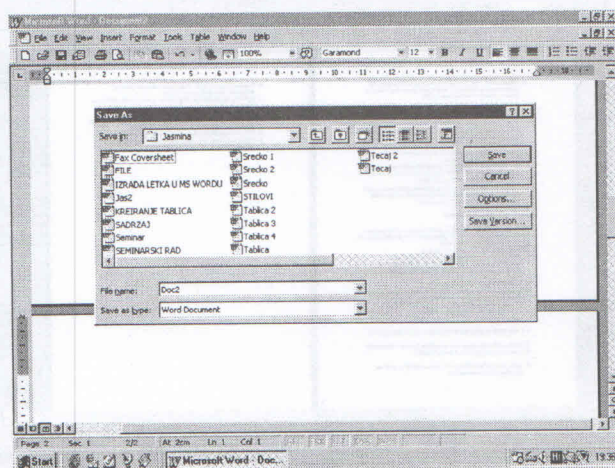 Microsoft Word - Document2
File Edit View Insert Format Tools Table Window Help
100% Garamond 12 B I U
Save As
Save in: Jasmina
Fax Coversheet Srecko 1 Tecaj 2
FILE Srecko 2 Tecaj
IZRADA LETKA U MS WORDU Srecko
Jas2 STILOVI
KREIRANJE TABLICA Tablica 2
SADRZAJ Tablica 3
Seminar Tablica 4
SEMINARSKI RAD Tablica
Save
Cancel
Options...
Save Version...
File name: Doc2
Save as type: Word Document
Page 2 Sec 1 2/2 At 2cm Ln 1 Col 1
Start Microsoft Word - Doc...